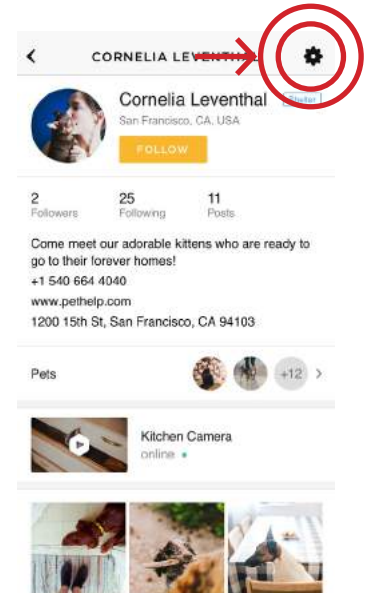 CORNELIA LEVENTHAL
Cornelia Leventhal Shelter
San Francisco, CA, USA
FOLLOW
2 25 11
Followers Following Posts
Come meet our adorable kittens who are ready to
go to their forever homes!
+1 540 664 4040
www.pethelp.com
1200 15th St, San Francisco, CA 94103
Pets +12
Kitchen Camera
online